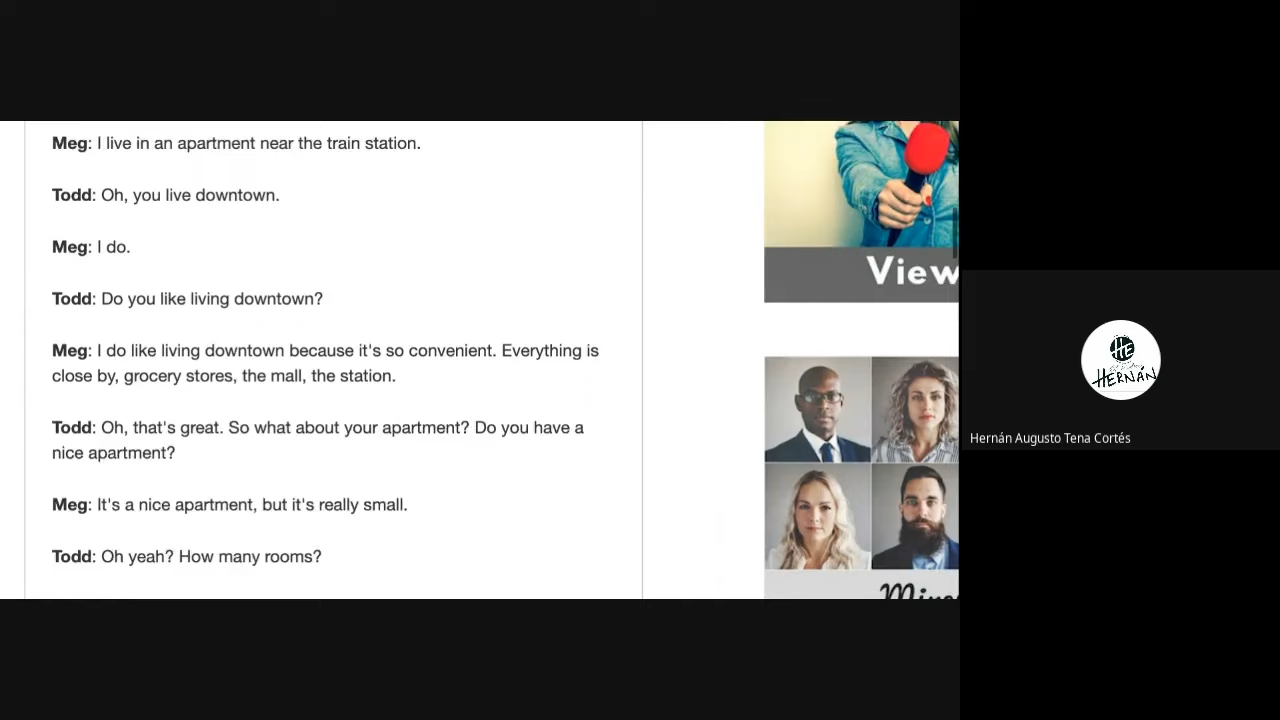 Meg: I live in an apartment near the train station.
Todd: Oh, you live downtown.
Meg: I do.
Todd: Do you like living downtown?
Meg: I do like living downtown because it's so convenient. Everything is
close by, grocery stores, the mall, the station.
Todd: Oh, that's great. So what about your apartment? Do you have a
nice apartment?
Meg: It's a nice apartment, but it's really small.
Todd: Oh yeah? How many rooms?
View
HE
HERNÁN
Hernán Augusto Tena Cortés